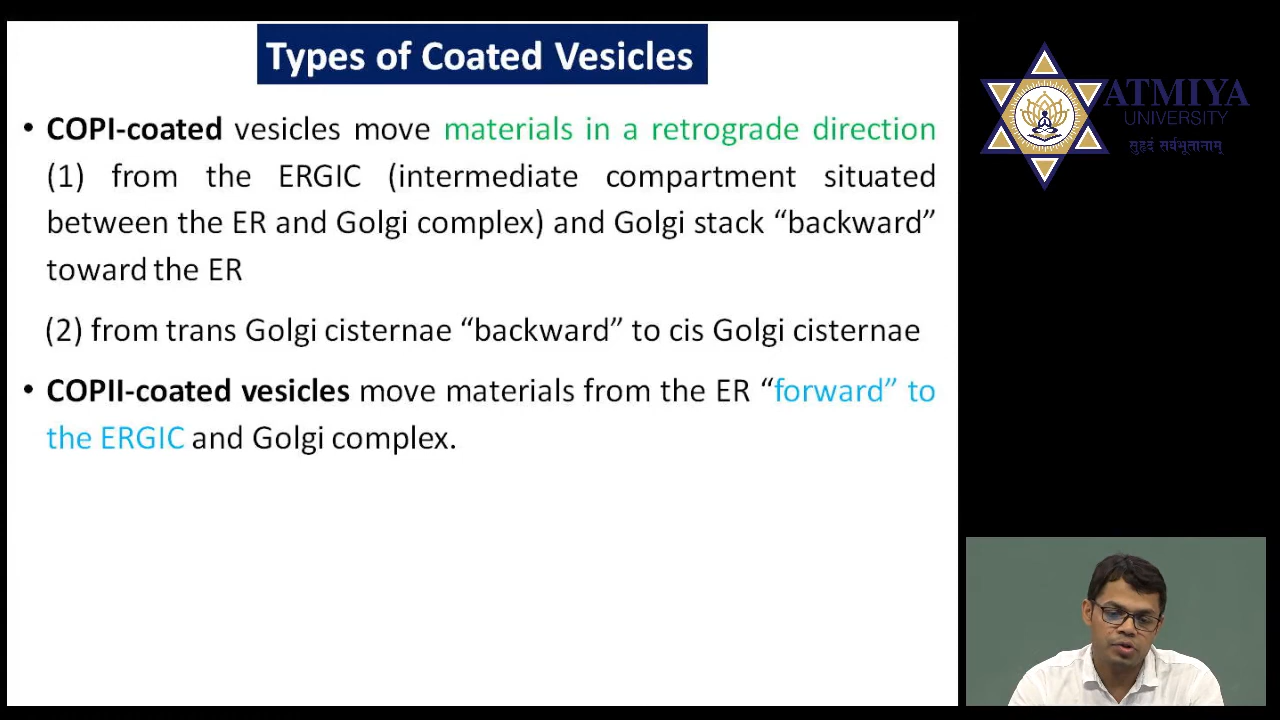 Types of Coated Vesicles
• COPI-coated vesicles move materials in a retrograde direction
(1) from the ERGIC (intermediate compartment situated
between the ER and Golgi complex) and Golgi stack “backward”
toward the ER
(2) from trans Golgi cisternae “backward” to cis Golgi cisternae
• COPII-coated vesicles move materials from the ER “forward” to
the ERGIC and Golgi complex.
ATMIYA
UNIVERSITY
सुहृदं सर्वभूतानाम्